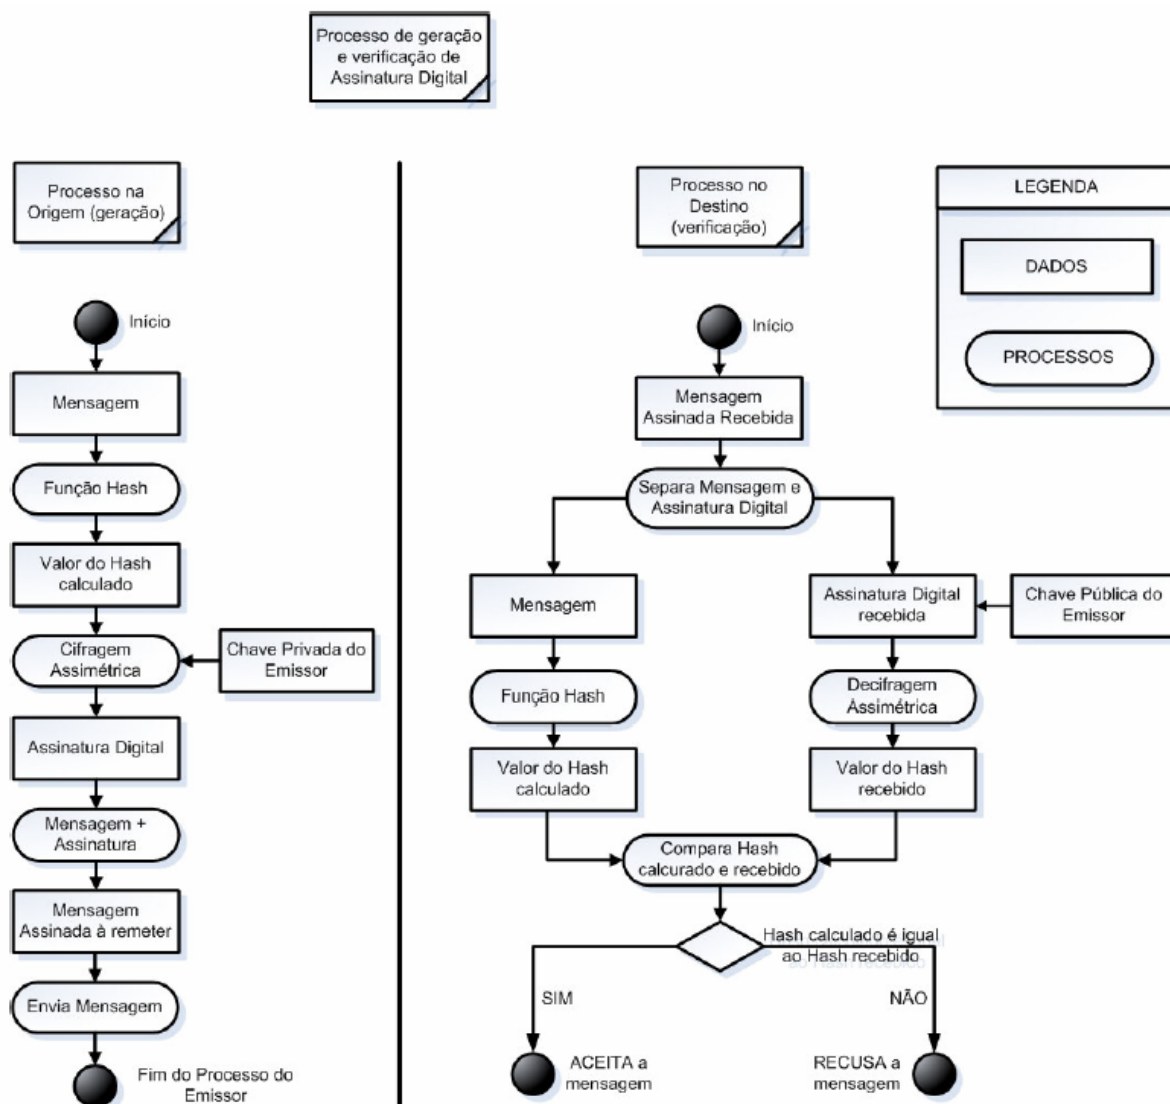 Processo de geração
e verificação de
Assinatura Digital
Processo na
Origem (geração)
Início
Mensagem
Função Hash
Valor do Hash
calculado
Cifragem
Assimétrica
Chave Privada do
Emissor
Assinatura Digital
Mensagem +
Assinatura
Mensagem
Assinada à remeter
Envia Mensagem
Fim do Processo do
Emissor
Processo no
Destino
(verificação)
Início
Mensagem
Assinada Recebida
Separa Mensagem e
Assinatura Digital
Mensagem
Função Hash
Valor do Hash
calculado
Assinatura Digital
recebida
Chave Pública do
Emissor
Decifragem
Assimétrica
Valor do Hash
recebido
Compara Hash
calcurado e recebido
Hash calculado é igual
ao Hash recebido
SIM
NÃO
ACEITA a
mensagem
RECUSA a
mensagem
LEGENDA
DADOS
PROCESSOS